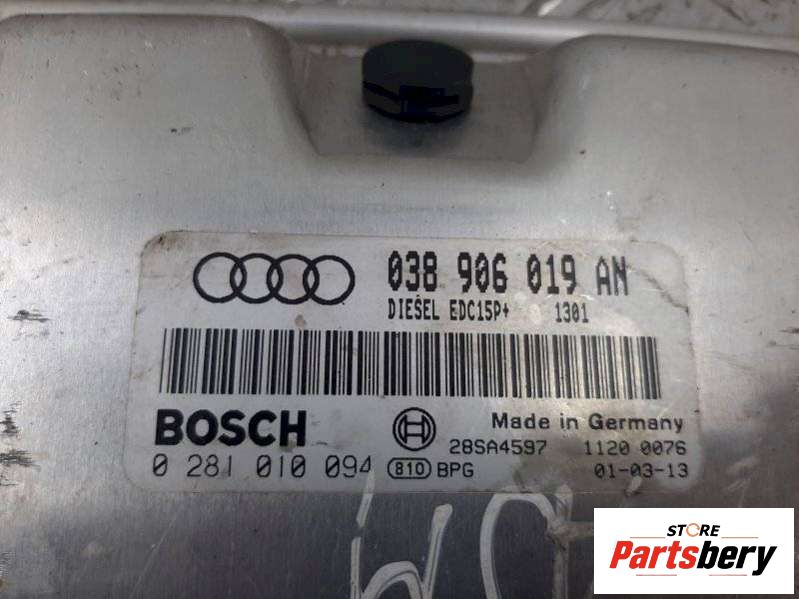 038 906 019 AN
DIESEL EDC15P+ 1301
BOSCH
Made in Germany
28SA4597 1120 0076
0 281 010 094 810 BPG 01-03-13
STORE
Partsbery